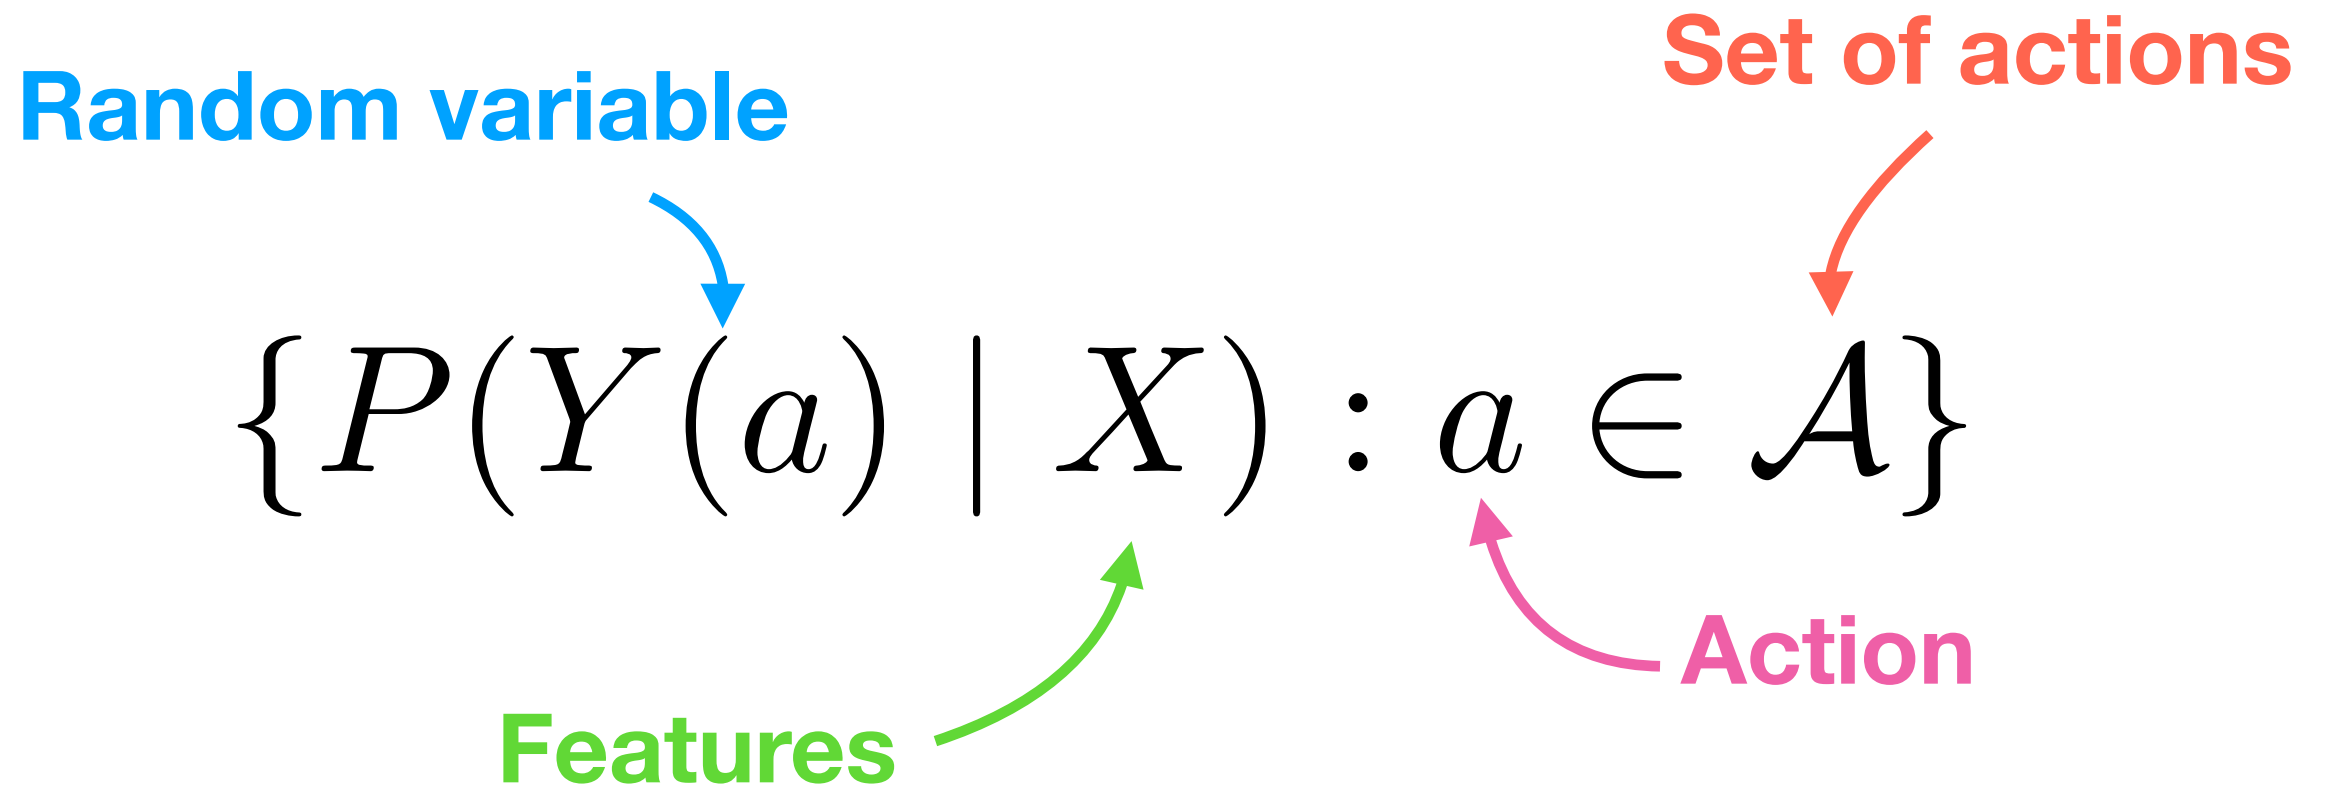 Set of actions
Random variable
{P(Y(a) | X) : a ∈ 𝒜}
Action
Features